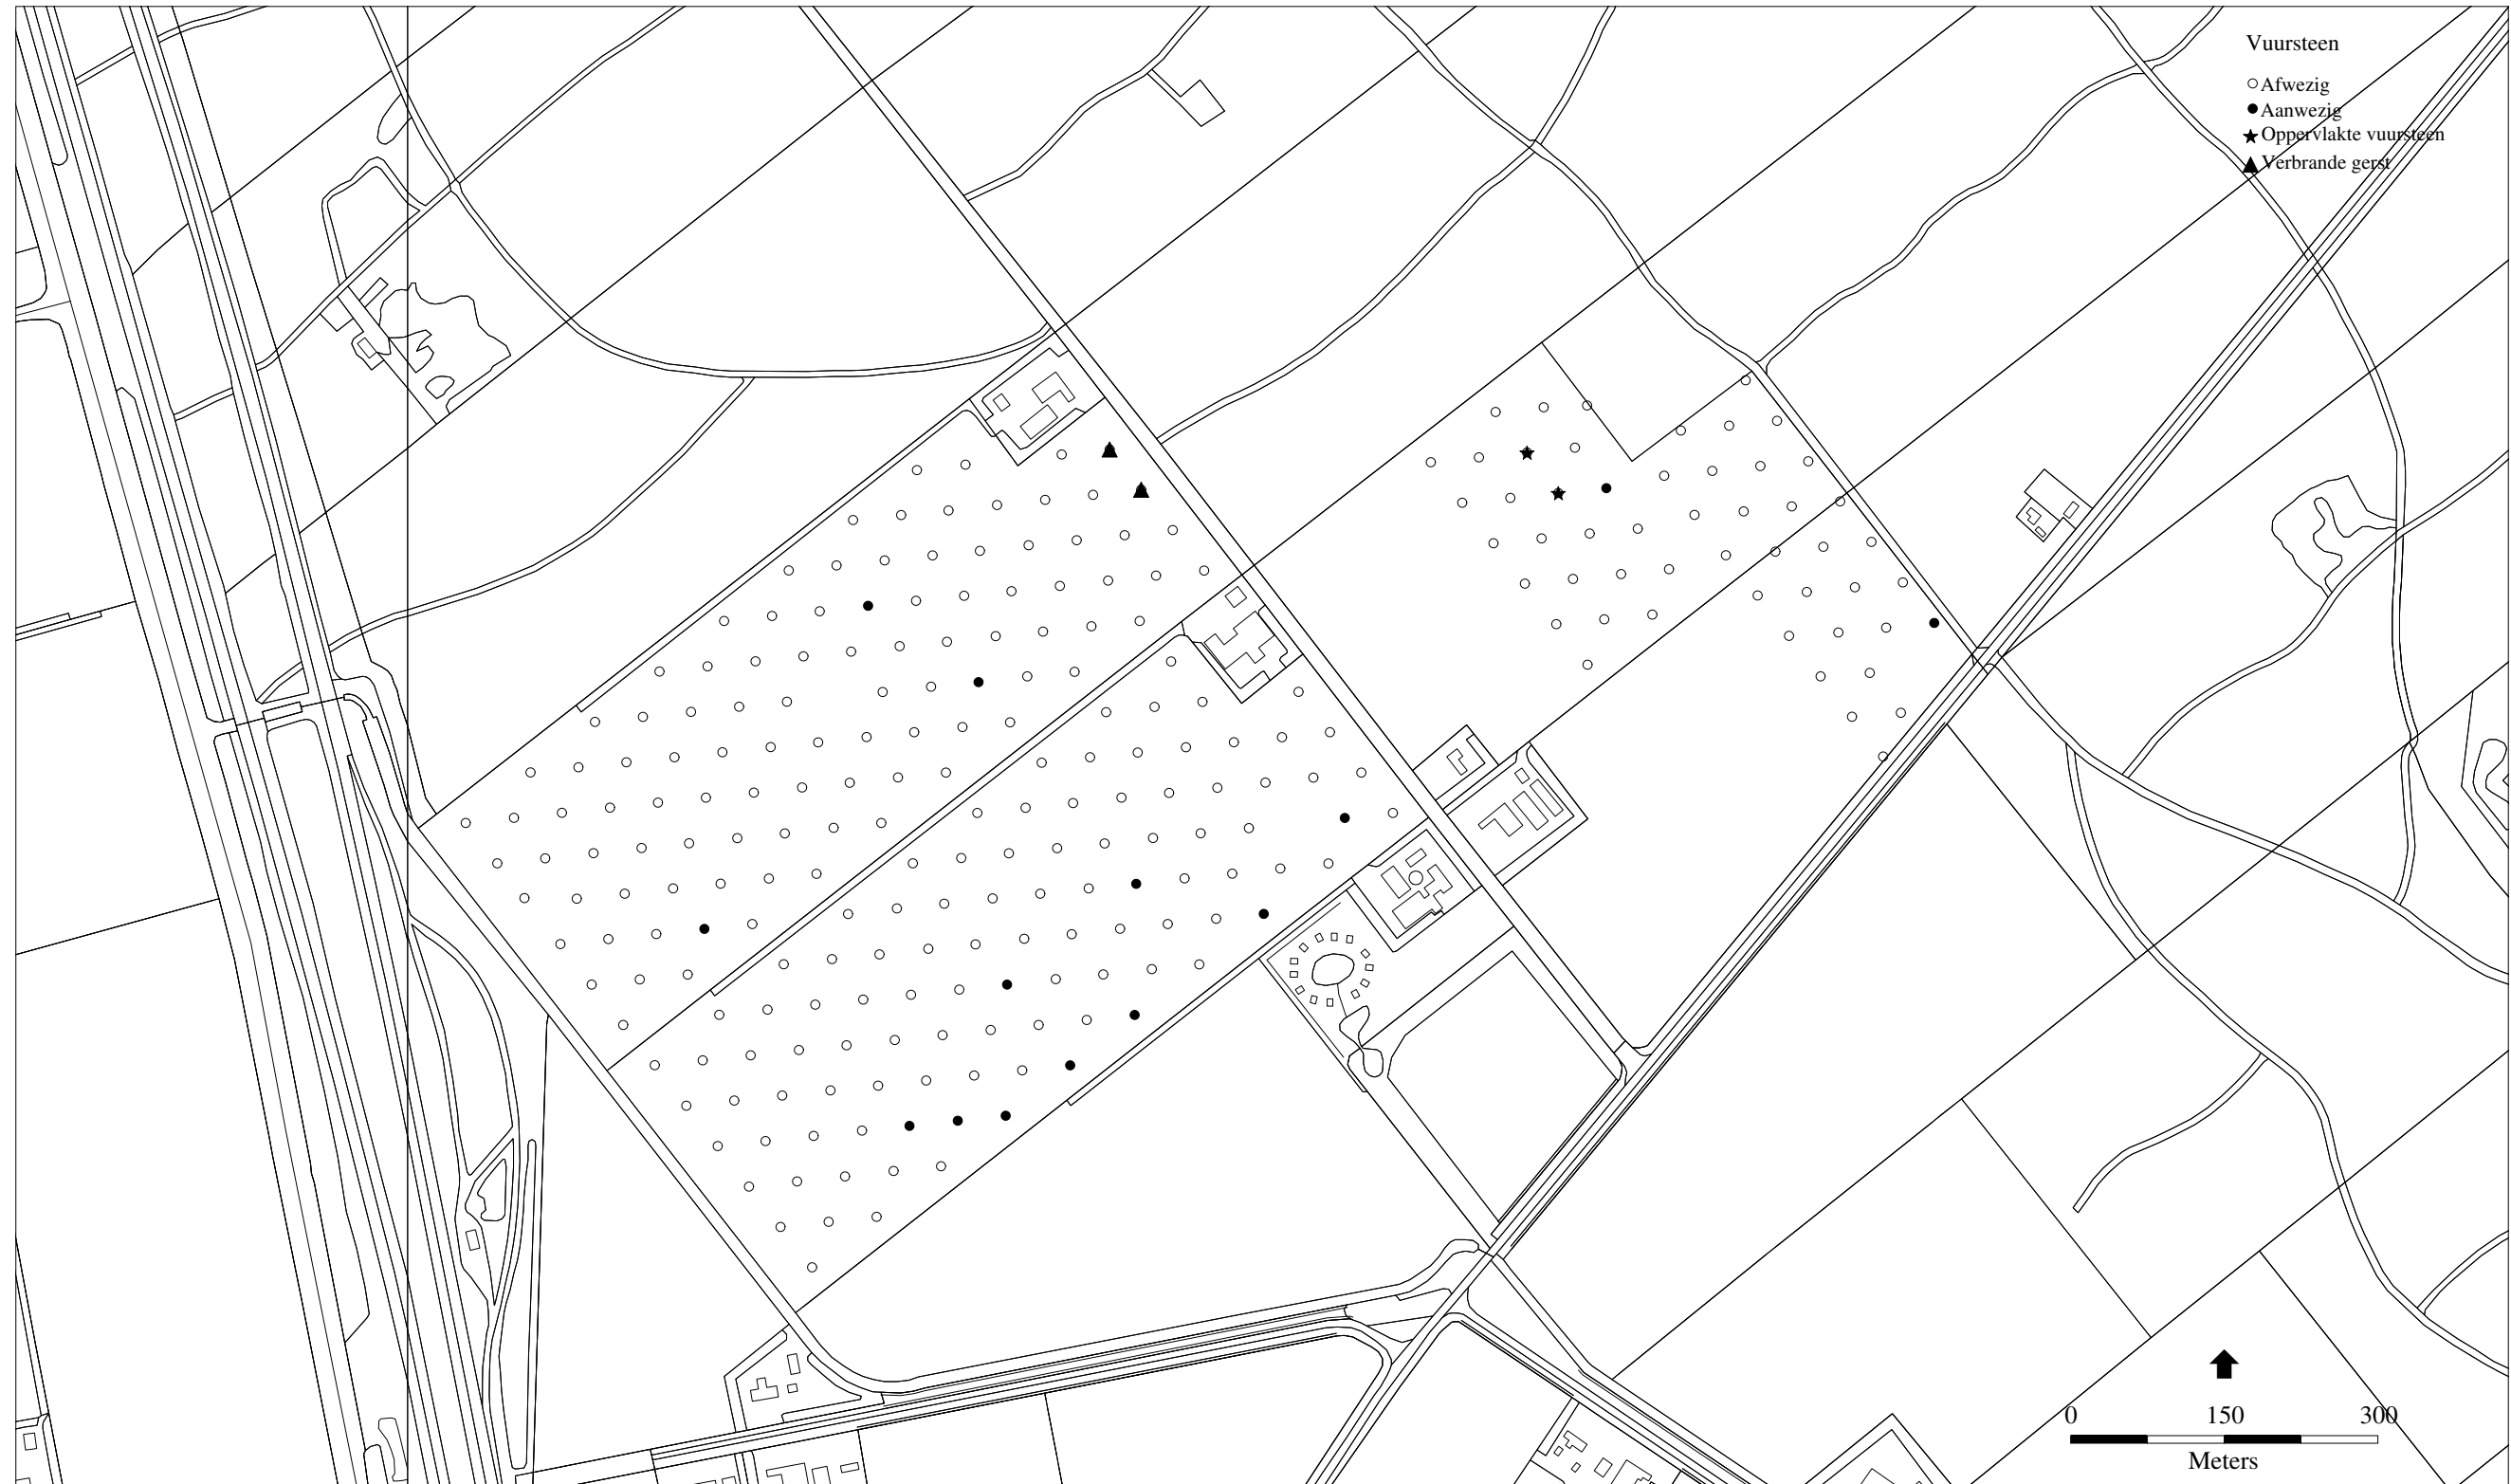 Vuursteen
Afwezig
Aanwezig
Oppervlakte vuursteen
Verbrande gerst
0 150 300
Meters